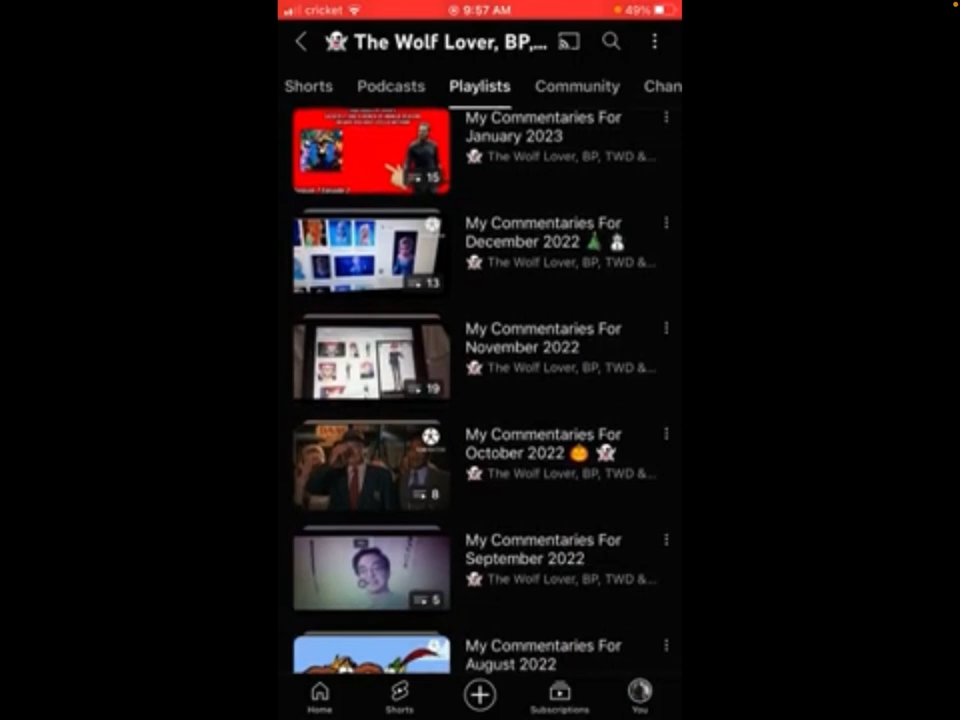 cricket 9:57 AM 49%
👻 The Wolf Lover, BP,...
Shorts Podcasts Playlists Community Chan
My Commentaries For
January 2023
👻 The Wolf Lover, BP, TWD &...
15
My Commentaries For
December 2022 🎄 ⛄
👻 The Wolf Lover, BP, TWD &...
13
My Commentaries For
November 2022
👻 The Wolf Lover, BP, TWD &...
19
My Commentaries For
October 2022 🎃 👻
👻 The Wolf Lover, BP, TWD &...
8
My Commentaries For
September 2022
👻 The Wolf Lover, BP, TWD &...
5
My Commentaries For
August 2022
Home Shorts Subscriptions You